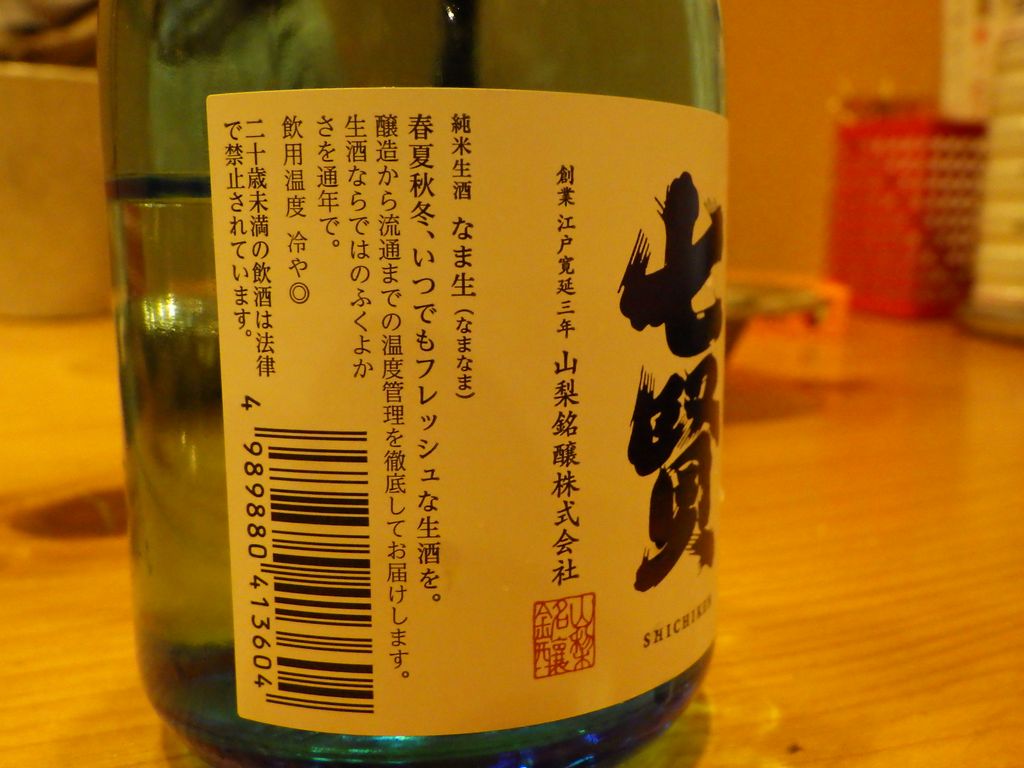 七賢
SHICHIKEN
創業 江戸寛延三年 山梨銘醸株式会社
山梨銘醸
純米生酒 なま生（なまなま）
春夏秋冬、いつでもフレッシュな生酒を。
醸造から流通までの温度管理を徹底してお届けします。
生酒ならではのふくよか
さを通年で。
飲用温度 冷や◎
二十歳未満の飲酒は法律
で禁止されています。
4 989880 413604